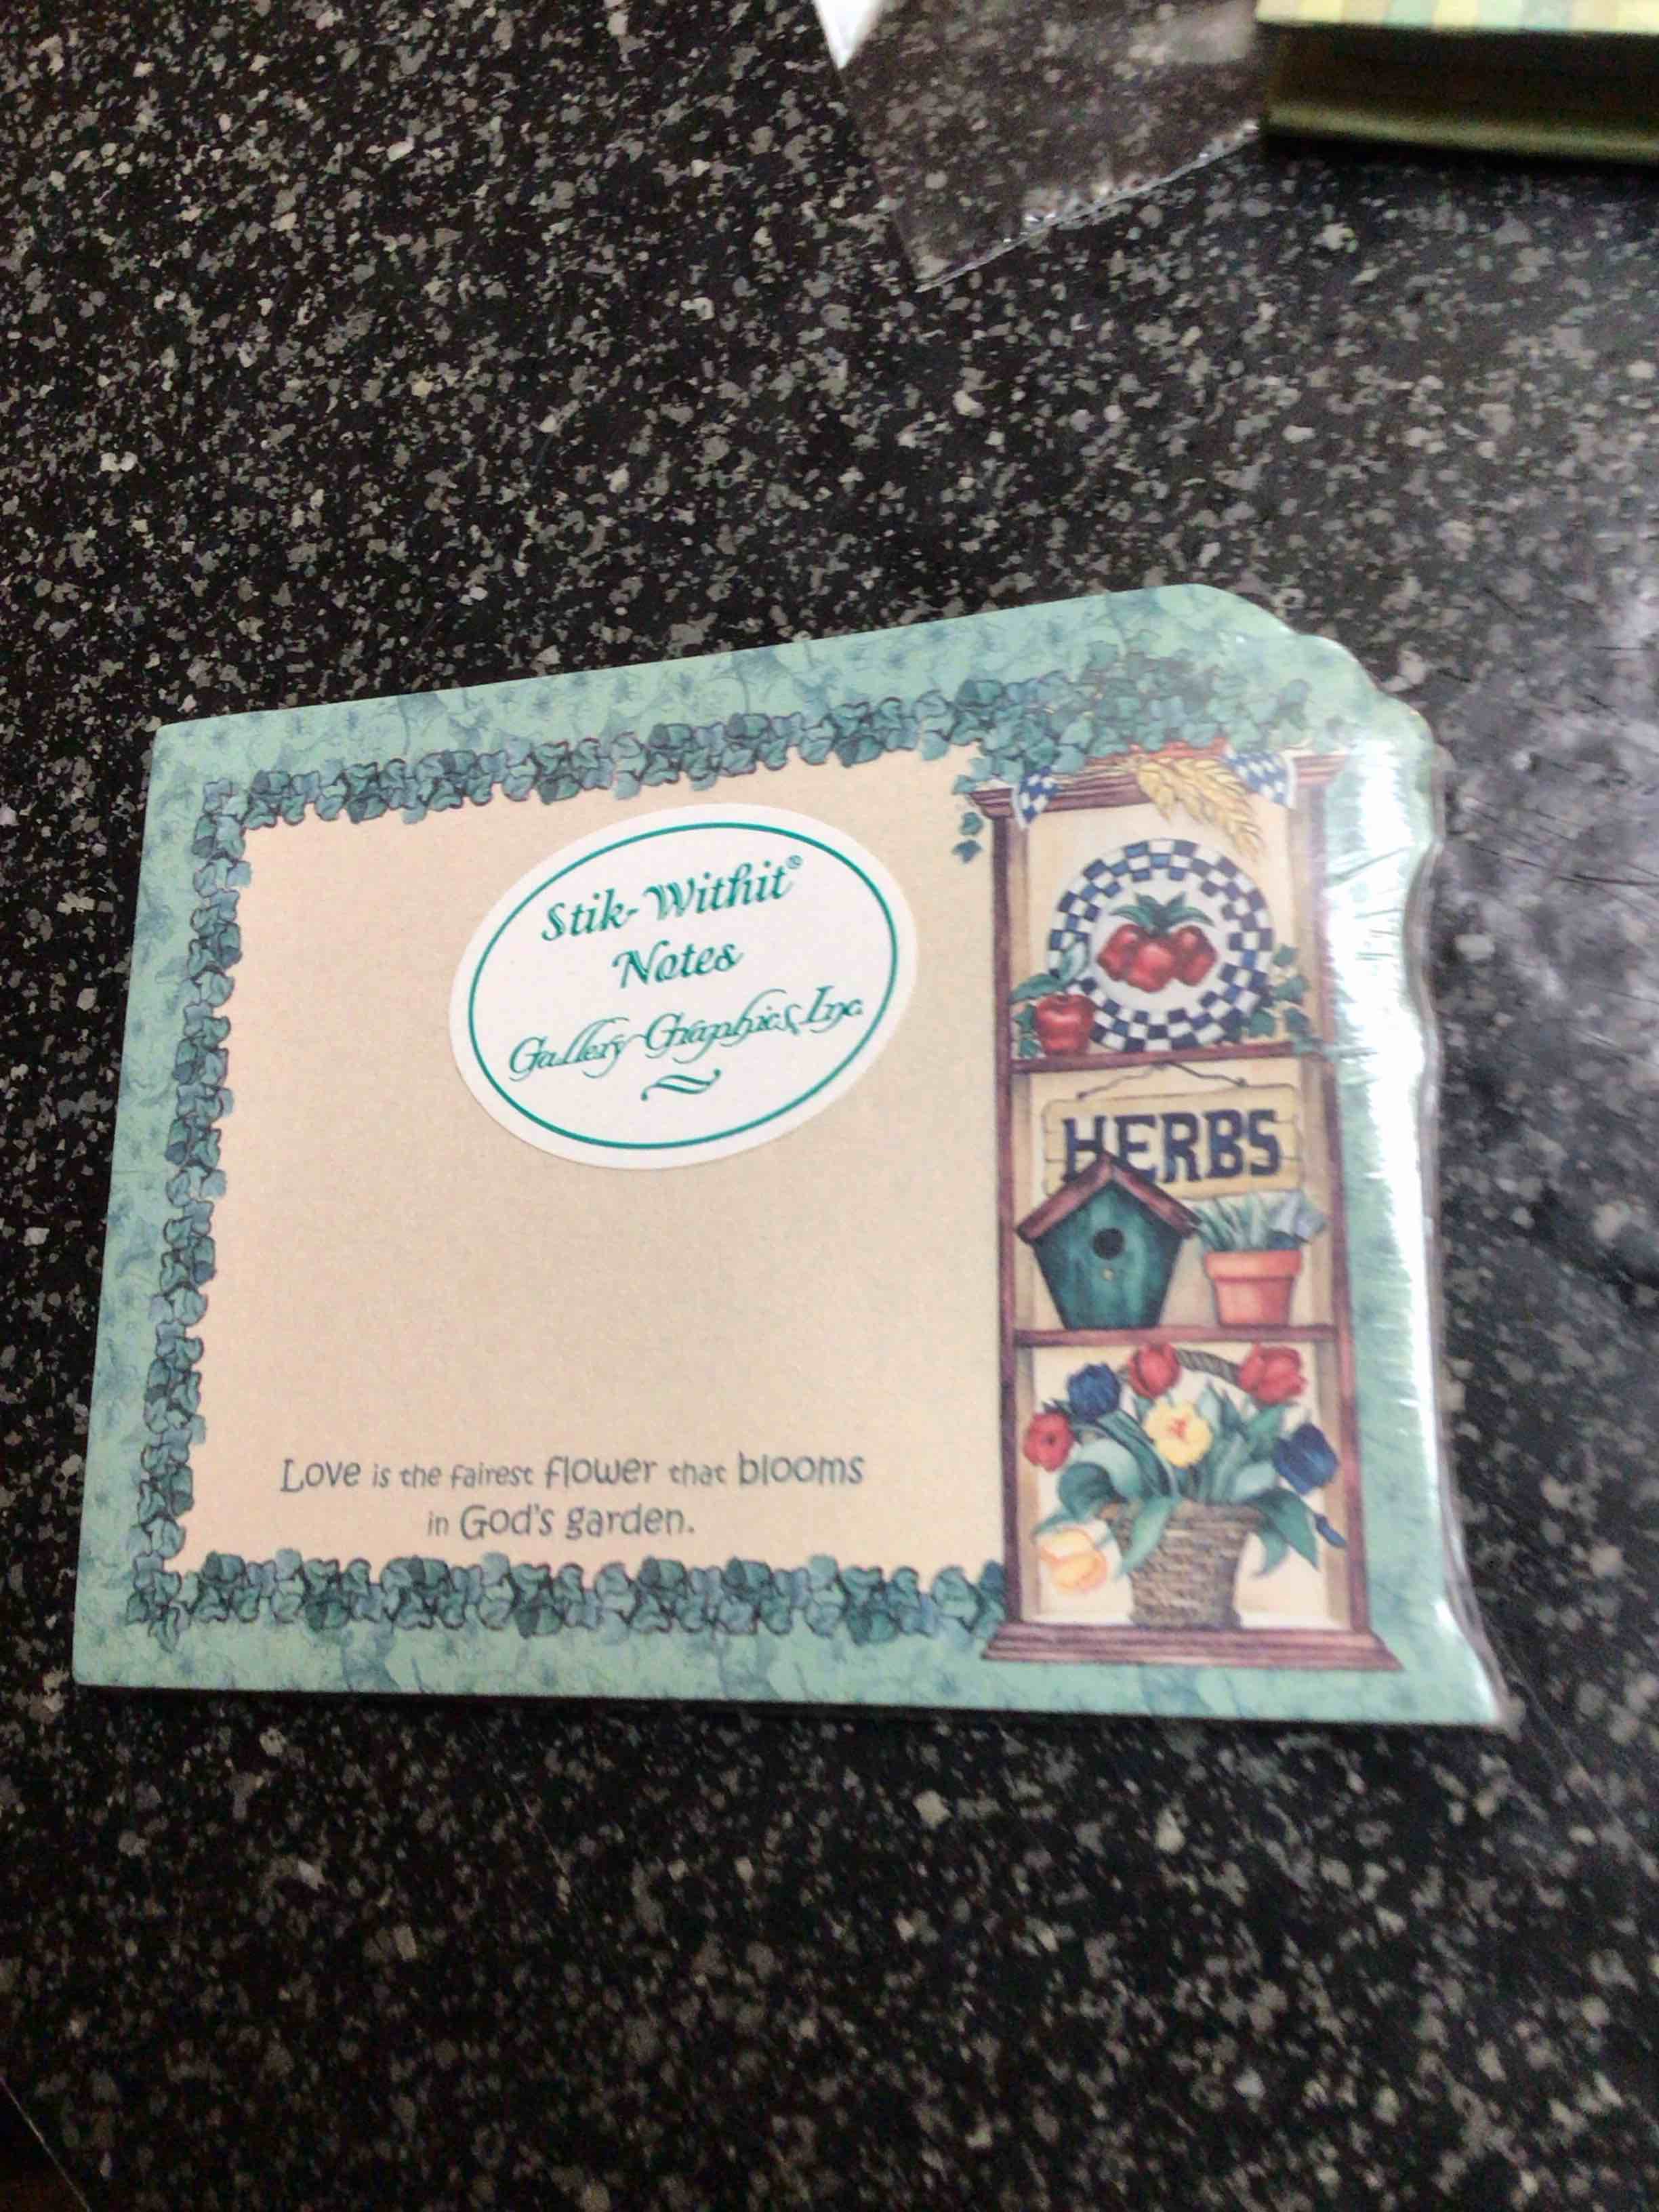 Stik-Withit®
Notes
Gallery Graphics, Inc.
HERBS
Love is the fairest flower that blooms
in God's garden.